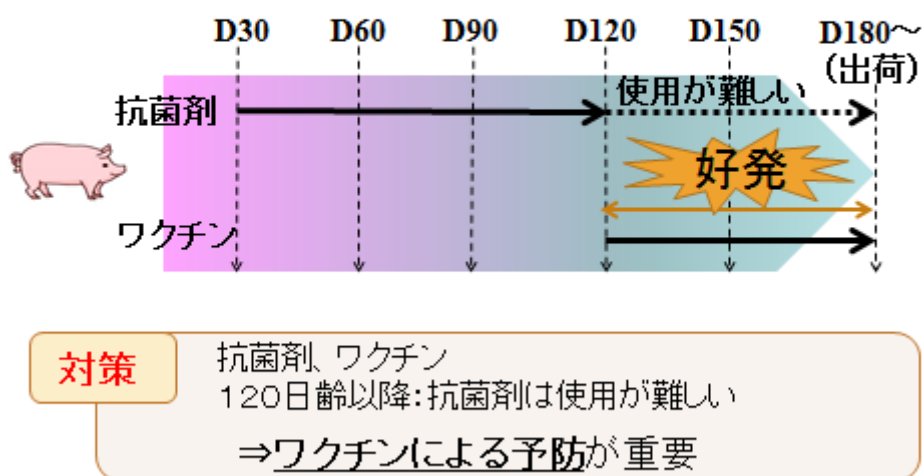 D30 D60 D90 D120 D150 D180～
(出荷)
抗菌剤 使用が難しい
好発
ワクチン
対策
抗菌剤、ワクチン
120日齢以降：抗菌剤は使用が難しい
⇒ワクチンによる予防が重要